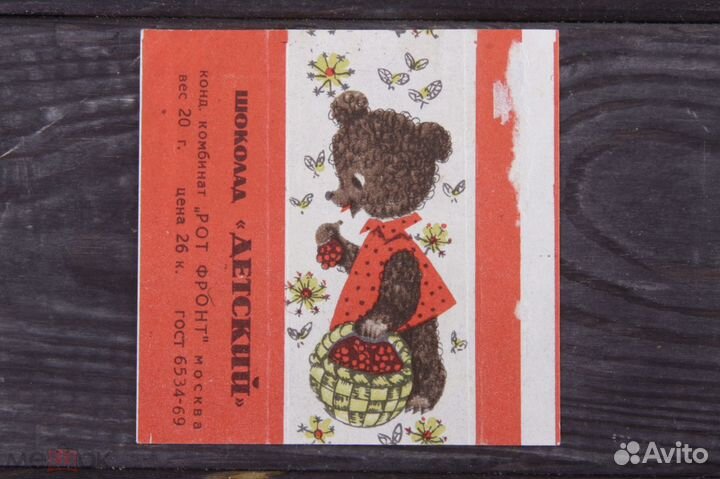 ШОКОЛАД «ДЕТСКИЙ»
конд. комбинат „РОТ ФРОНТ" москва
вес 20 г. цена 26 к. гост 6534-69
Avito